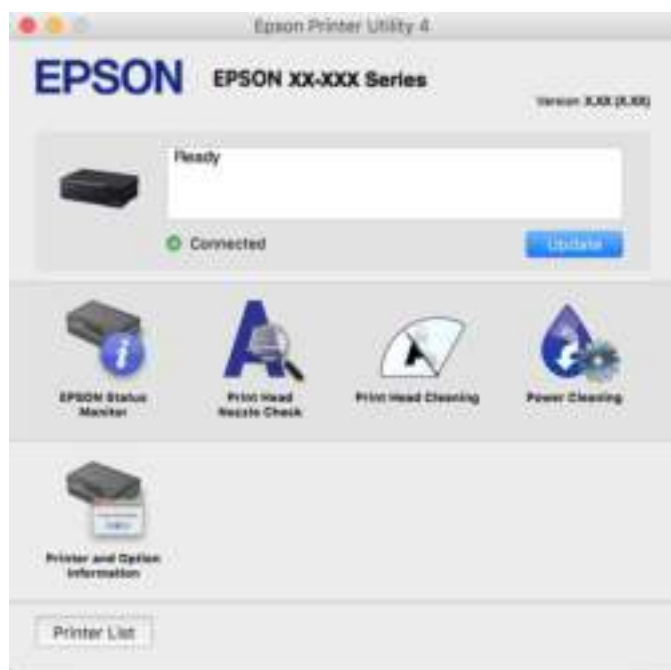 Epson Printer Utility 4
EPSON
EPSON XX-XXX Series
Version X.XX (X.XX)
Ready
Connected
Update
EPSON Status
Monitor
Print Head
Nozzle Check
Print Head Cleaning
Power Cleaning
Printer and Option
Information
Printer List